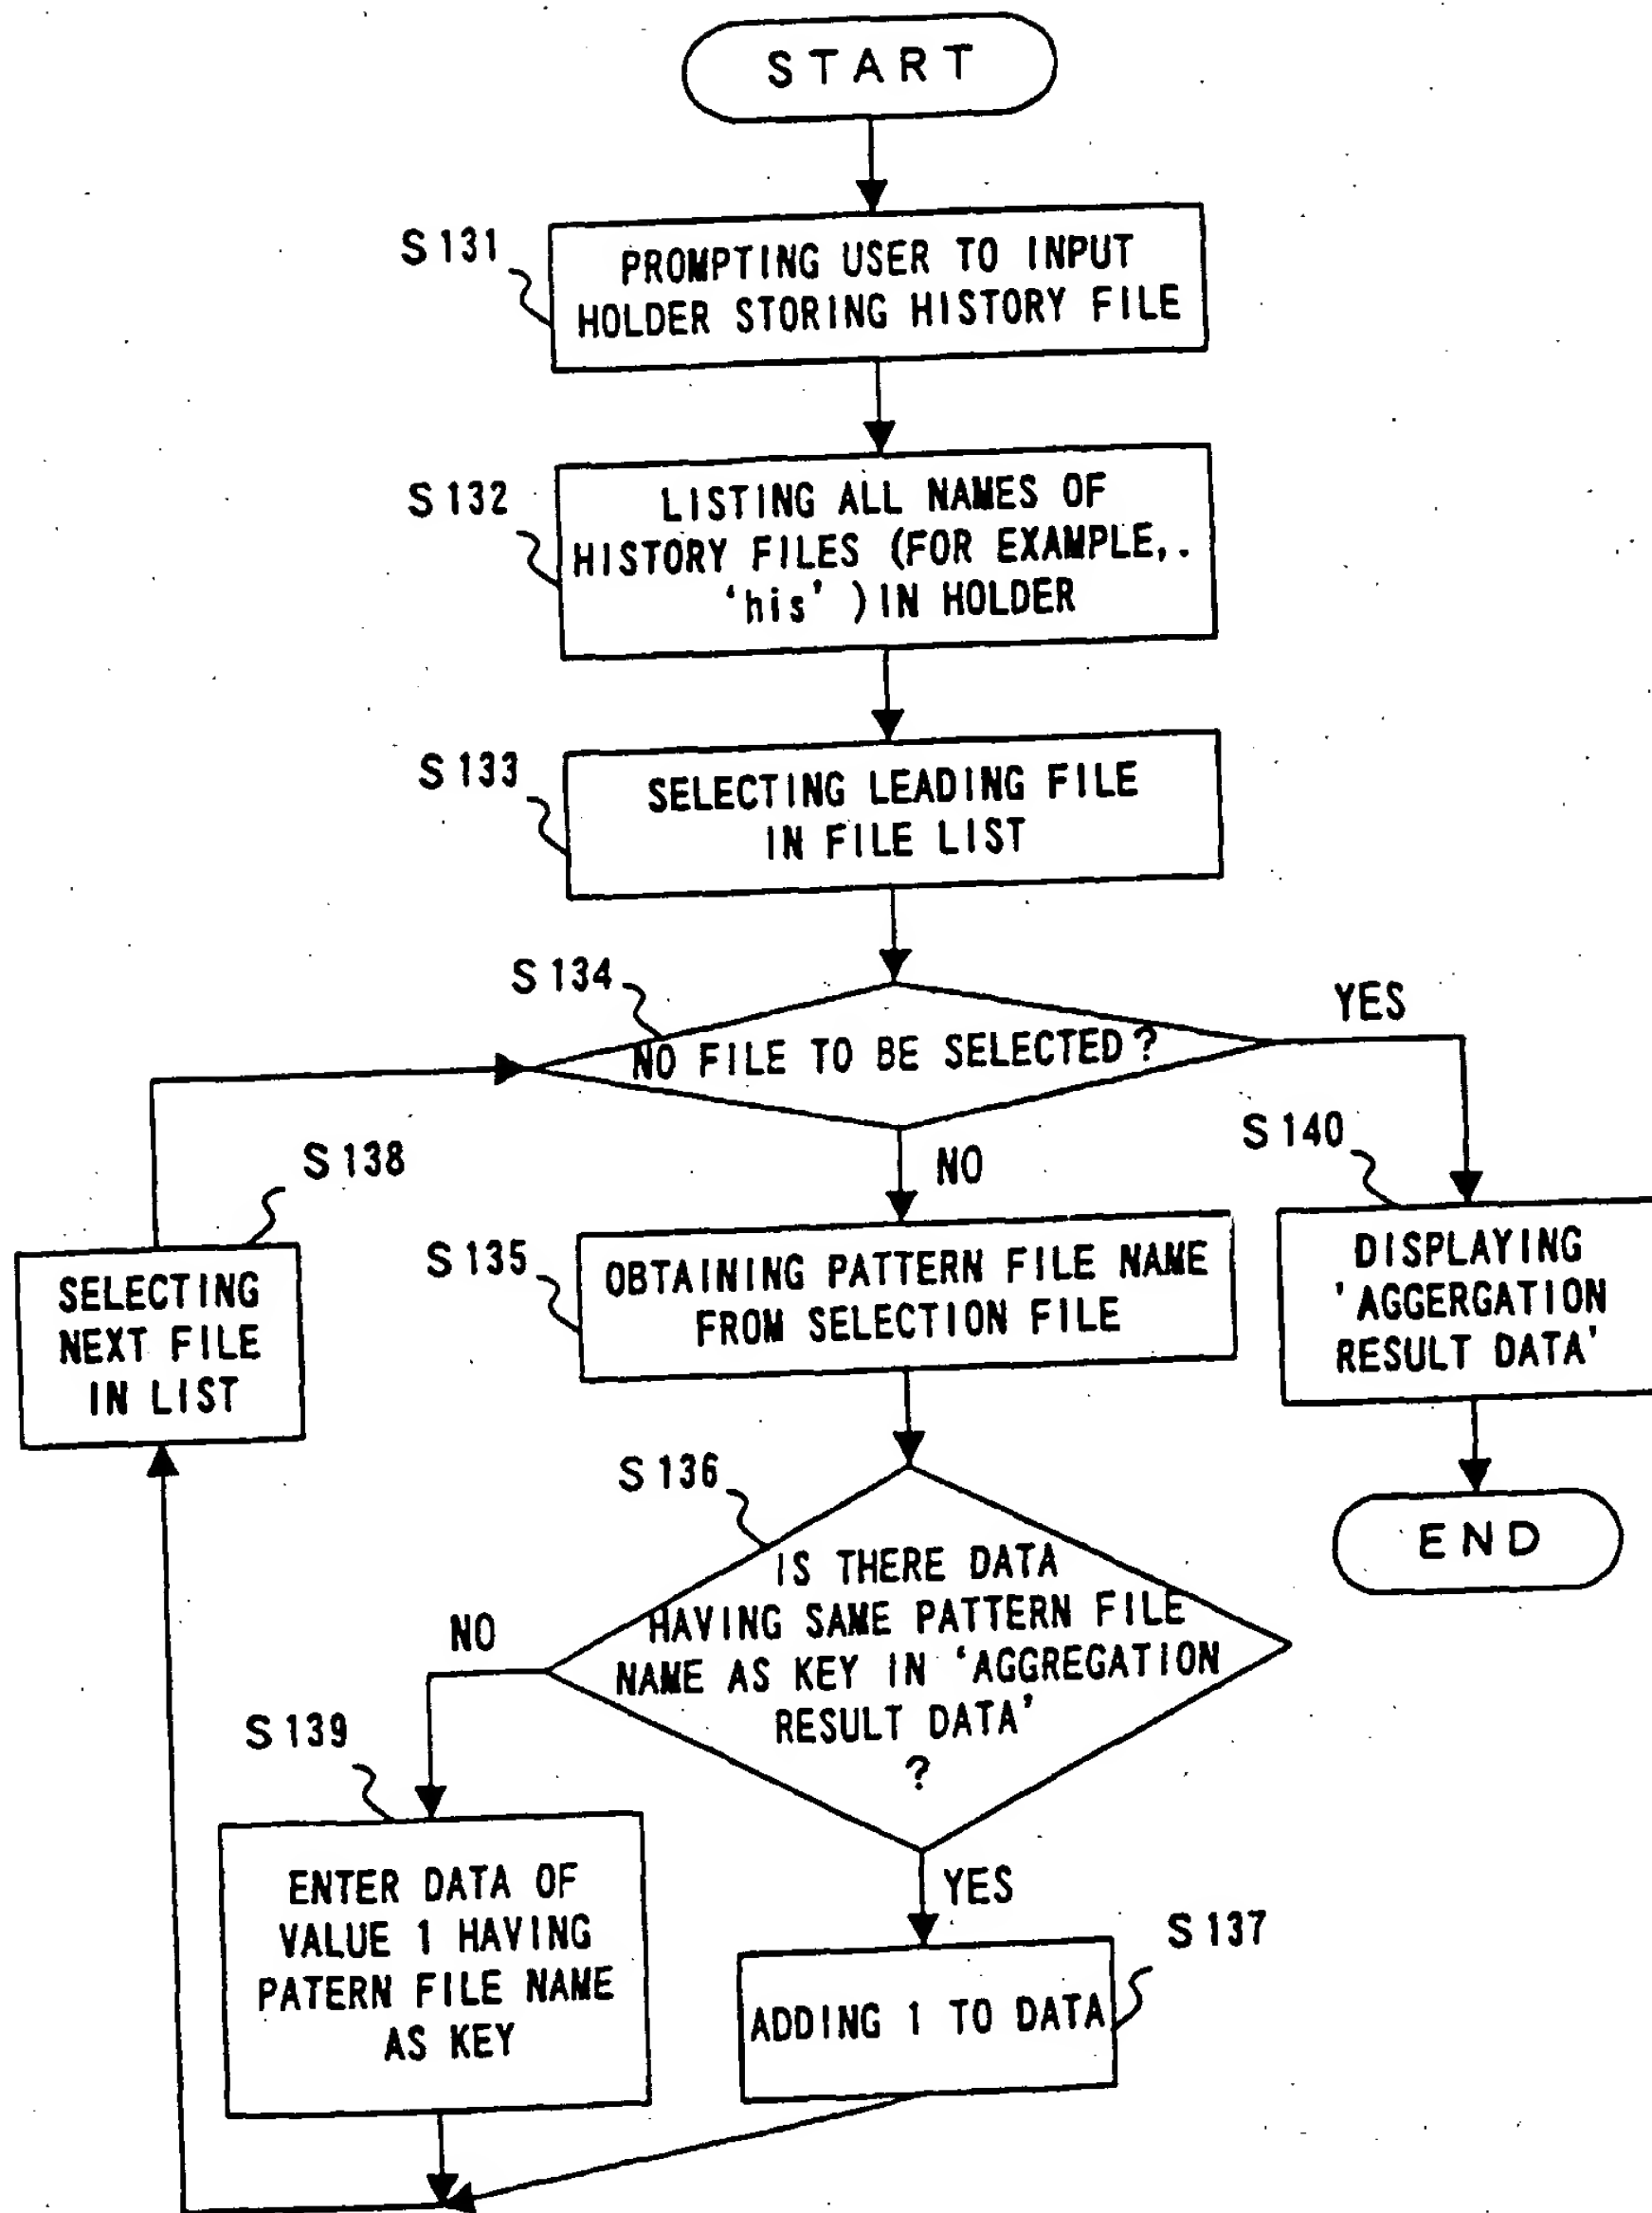 START
S131
PROMPTING USER TO INPUT
HOLDER STORING HISTORY FILE
S132
LISTING ALL NAMES OF
HISTORY FILES (FOR EXAMPLE,.
'his' ) IN HOLDER
S133
SELECTING LEADING FILE
IN FILE LIST
S134
NO FILE TO BE SELECTED?
YES
NO
S138
SELECTING
NEXT FILE
IN LIST
S135
OBTAINING PATTERN FILE NAME
FROM SELECTION FILE
S140
DISPLAYING
'AGGERGATION
RESULT DATA'
END
S136
IS THERE DATA
HAVING SAME PATTERN FILE
NAME AS KEY IN 'AGGREGATION
RESULT DATA'
?
NO
YES
S139
ENTER DATA OF
VALUE 1 HAVING
PATERN FILE NAME
AS KEY
S137
ADDING 1 TO DATA